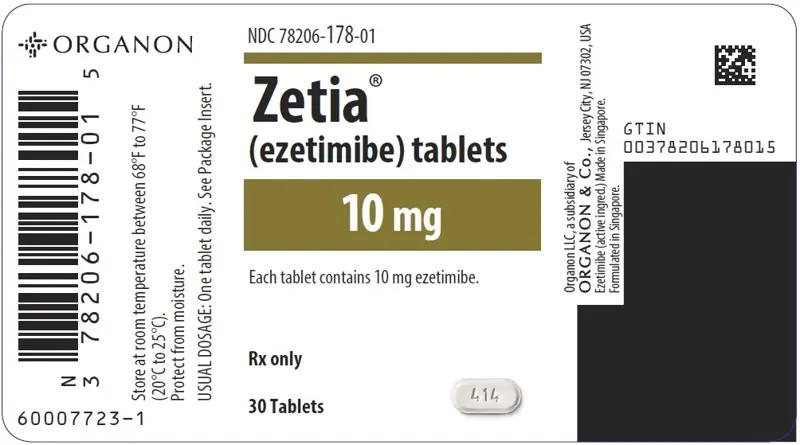 ORGANON
N
3 78206-178-01 5
60007723-1
Store at room temperature between 68°F to 77°F
(20°C to 25°C).
Protect from moisture.
USUAL DOSAGE: One tablet daily. See Package Insert.
NDC 78206-178-01
Zetia®
(ezetimibe) tablets
10 mg
Each tablet contains 10 mg ezetimibe.
Rx only
30 Tablets
414
Organon LLC, a subsidiary of
ORGANON & Co., Jersey City, NJ 07302, USA
Ezetimibe (active ingred.) Made in Singapore.
Formulated in Singapore.
GTIN
00378206178015